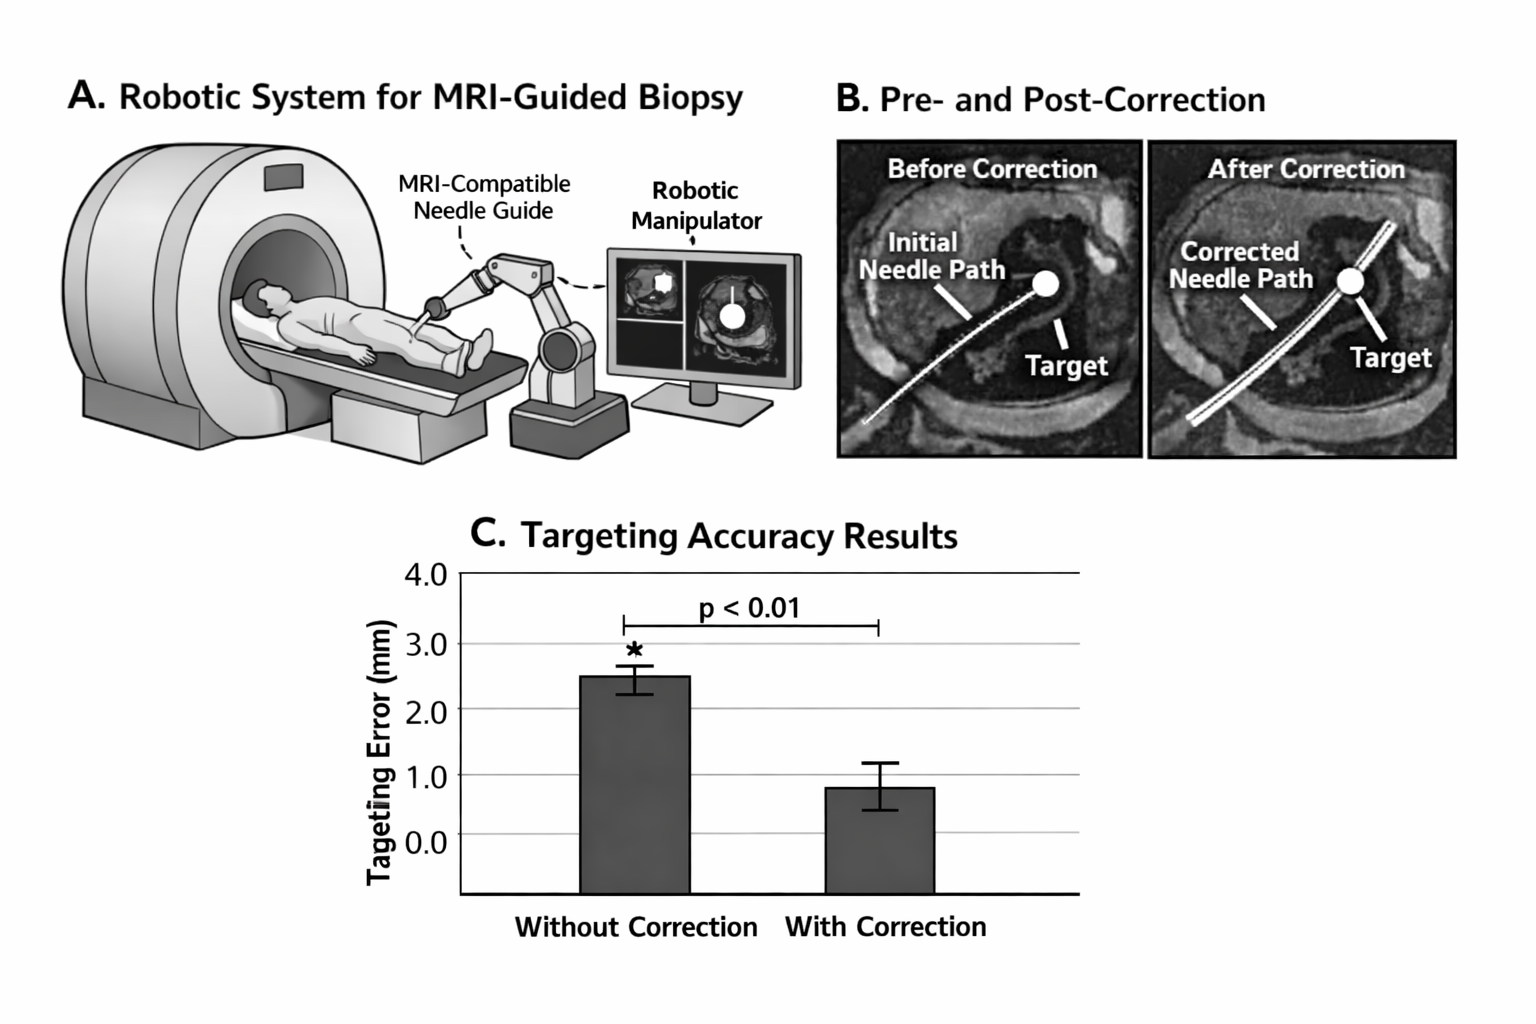 A. Robotic System for MRI-Guided Biopsy
MRI-Compatible
Needle Guide
Robotic
Manipulator
B. Pre- and Post-Correction
Before Correction
Initial
Needle Path
Target
After Correction
Corrected
Needle Path
Target
C. Targeting Accuracy Results
Tageting Error (mm)
4.0
3.0
2.0
1.0
0.0
p < 0.01
*
Without Correction
With Correction